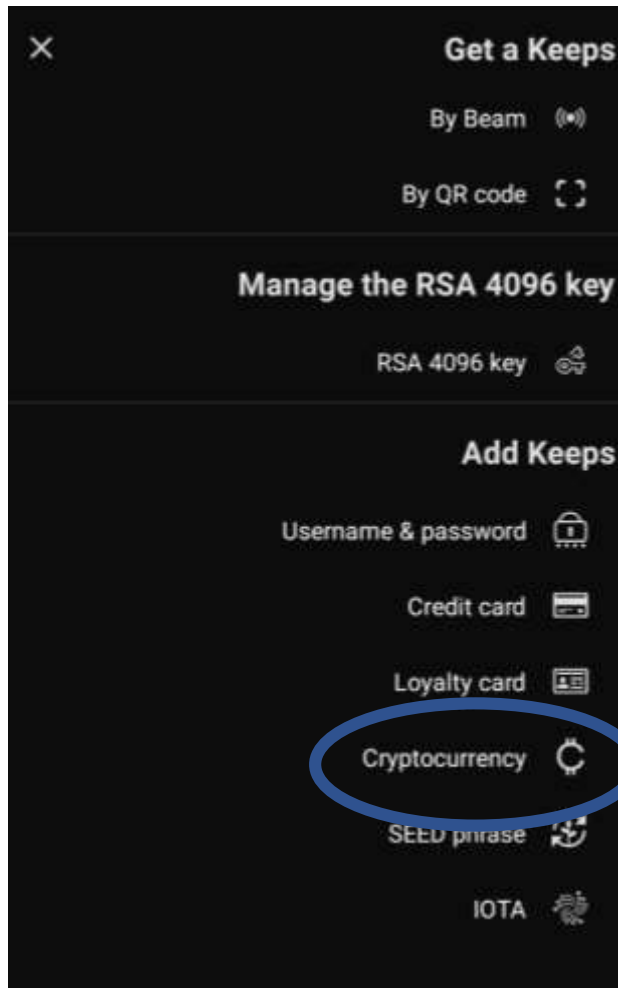 Get a Keeps
By Beam
By QR code
Manage the RSA 4096 key
RSA 4096 key
Add Keeps
Username & password
Credit card
Loyalty card
Cryptocurrency
SEED phrase
IOTA